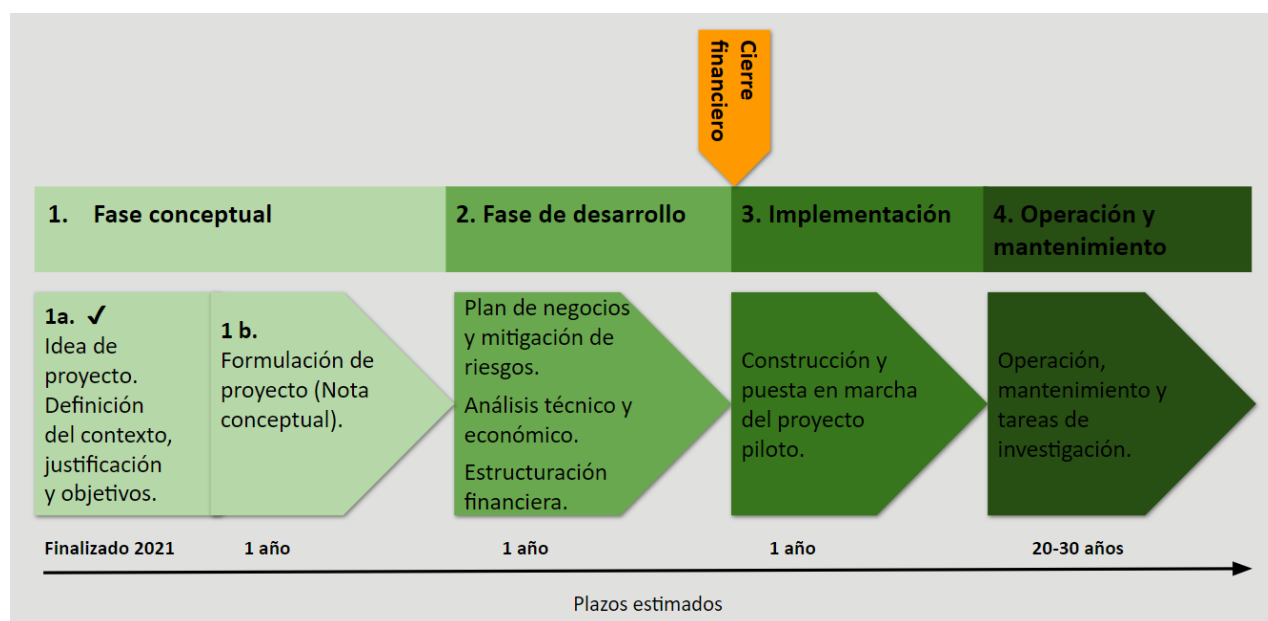 Cierre
financiero
1. Fase conceptual
2. Fase de desarrollo
3. Implementación
4. Operación y
mantenimiento
1a. ✓
Idea de
proyecto.
Definición
del contexto,
justificación
y objetivos.
1 b.
Formulación de
proyecto (Nota
conceptual).
Plan de negocios
y mitigación de
riesgos.
Análisis técnico y
económico.
Estructuración
financiera.
Construcción y
puesta en marcha
del proyecto
piloto.
Operación,
mantenimiento y
tareas de
investigación.
Finalizado 2021
1 año
1 año
1 año
20-30 años
Plazos estimados